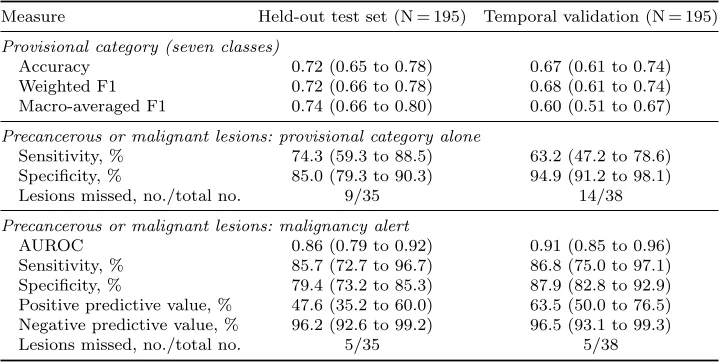 Measure Held-out test set (N = 195) Temporal validation (N = 195)
Provisional category (seven classes)
Accuracy 0.72 (0.65 to 0.78) 0.67 (0.61 to 0.74)
Weighted F1 0.72 (0.66 to 0.78) 0.68 (0.61 to 0.74)
Macro-averaged F1 0.74 (0.66 to 0.80) 0.60 (0.51 to 0.67)
Precancerous or malignant lesions: provisional category alone
Sensitivity, % 74.3 (59.3 to 88.5) 63.2 (47.2 to 78.6)
Specificity, % 85.0 (79.3 to 90.3) 94.9 (91.2 to 98.1)
Lesions missed, no./total no. 9/35 14/38
Precancerous or malignant lesions: malignancy alert
AUROC 0.86 (0.79 to 0.92) 0.91 (0.85 to 0.96)
Sensitivity, % 85.7 (72.7 to 96.7) 86.8 (75.0 to 97.1)
Specificity, % 79.4 (73.2 to 85.3) 87.9 (82.8 to 92.9)
Positive predictive value, % 47.6 (35.2 to 60.0) 63.5 (50.0 to 76.5)
Negative predictive value, % 96.2 (92.6 to 99.2) 96.5 (93.1 to 99.3)
Lesions missed, no./total no. 5/35 5/38